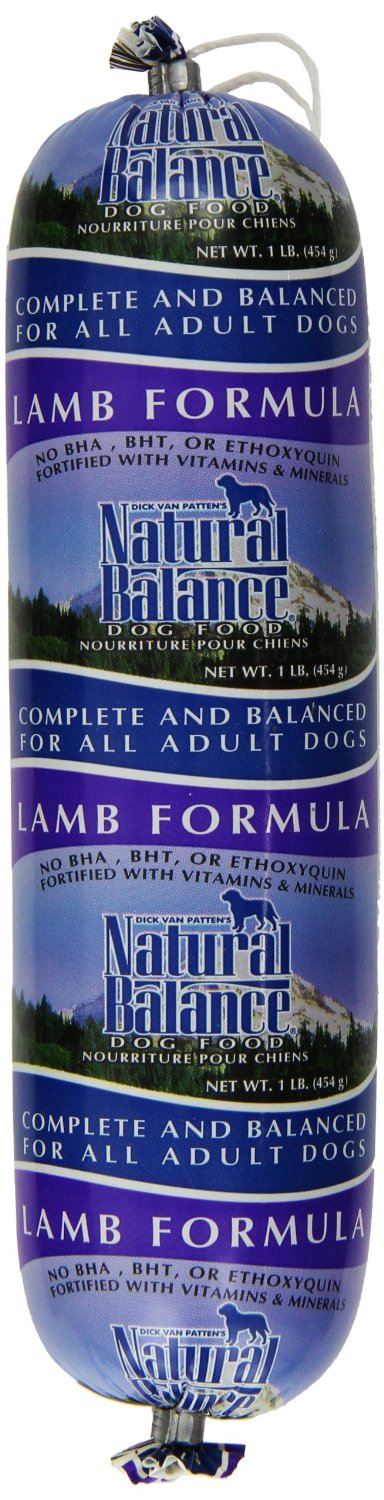 Natural
Balance®
DOG FOOD
NOURRITURE POUR CHIENS
NET WT. 1 LB. (454 g)
COMPLETE AND BALANCED
FOR ALL ADULT DOGS
LAMB FORMULA
NO BHA , BHT, OR ETHOXYQUIN
FORTIFIED WITH VITAMINS & MINERALS
DICK VAN PATTEN'S
Natural
Balance®
DOG FOOD
NOURRITURE POUR CHIENS
NET WT. 1 LB. (454 g)
COMPLETE AND BALANCED
FOR ALL ADULT DOGS
LAMB FORMULA
NO BHA , BHT, OR ETHOXYQUIN
FORTIFIED WITH VITAMINS & MINERALS
DICK VAN PATTEN'S
Natural
Balance®
DOG FOOD
NOURRITURE POUR CHIENS
NET WT. 1 LB. (454 g)
COMPLETE AND BALANCED
FOR ALL ADULT DOGS
LAMB FORMULA
NO BHA , BHT, OR ETHOXYQUIN
FORTIFIED WITH VITAMINS & MINERALS
DICK VAN PATTEN'S
Natural
Balance